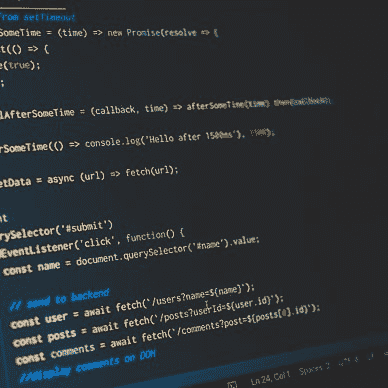 from setTimeout
SomeTime = (time) => new Promise(resolve => {
t(() => {
e(true);
;
lAfterSomeTime = (callback, time) => afterSomeTime(time)
rSomeTime(() => console.log('Hello after 1500ms'), 1500);
etData = async (url) => fetch(url);
nt
rySelector('#submit')
EventListener('click', function() {
const name = document.querySelector('#name').value;
// send to backend
const user = await fetch(`/users?name=${name}`);
const posts = await fetch(`/posts?userId=${user.id}`);
const comments = await fetch(`/comments?post=${posts[0].id}`);
//display comments on DOM
Ln 24, Col 1 Spaces: 2